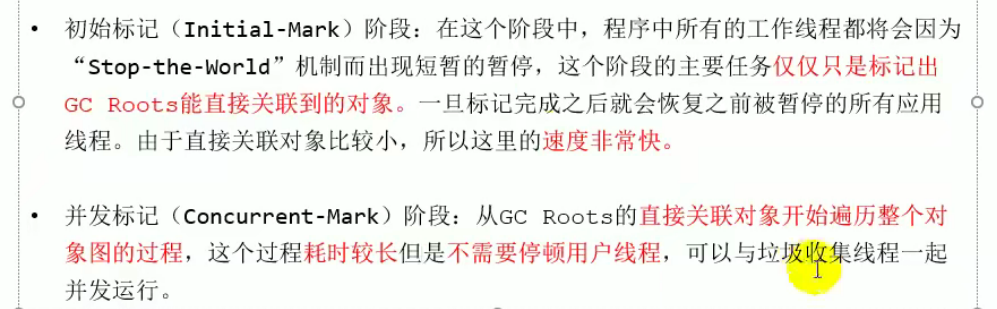 • 初始标记（Initial-Mark）阶段：在这个阶段中，程序中所有的工作线程都将会因为
“Stop-the-World”机制而出现短暂的暂停，这个阶段的主要任务仅仅只是标记出
GC Roots能直接关联到的对象。一旦标记完成之后就会恢复之前被暂停的所有应用
线程。由于直接关联对象比较小，所以这里的速度非常快。
• 并发标记（Concurrent-Mark）阶段：从GC Roots的直接关联对象开始遍历整个对
象图的过程，这个过程耗时较长但是不需要停顿用户线程，可以与垃圾收集线程一起
并发运行。